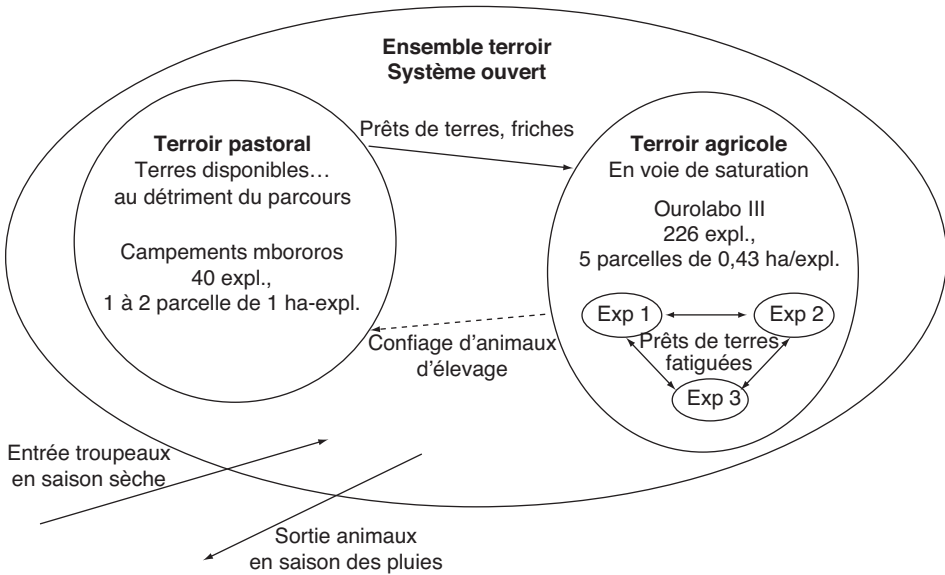 Ensemble terroir
Système ouvert
Terroir pastoral
Terres disponibles…
au détriment du parcours
Campements mbororos
40 expl.,
1 à 2 parcelle de 1 ha-expl.
Prêts de terres, friches
Terroir agricole
En voie de saturation
Ourolabo III
226 expl.,
5 parcelles de 0,43 ha/expl.
Exp 1
Exp 2
Prêts de terres
fatiguées
Exp 3
Confiage d'animaux
d'élevage
Entrée troupeaux
en saison sèche
Sortie animaux
en saison des pluies